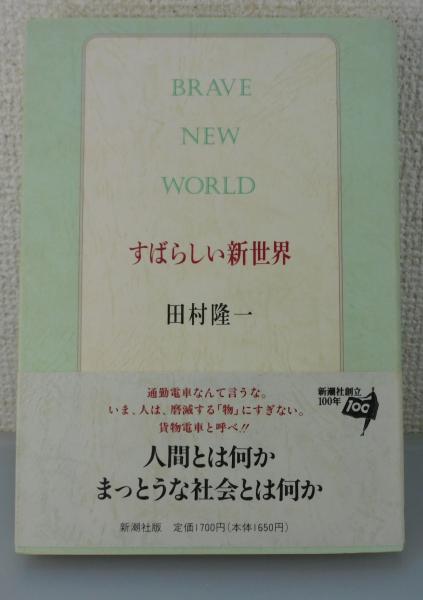 BRAVE
NEW
WORLD
すばらしい新世界
田村隆一
通勤電車なんて言うな。
いま、人は、磨滅する「物」にすぎない。
貨物電車と呼べ!!
新潮社創立
100年
100
人間とは何か
まっとうな社会とは何か
新潮社版 定価1700円(本体1650円)